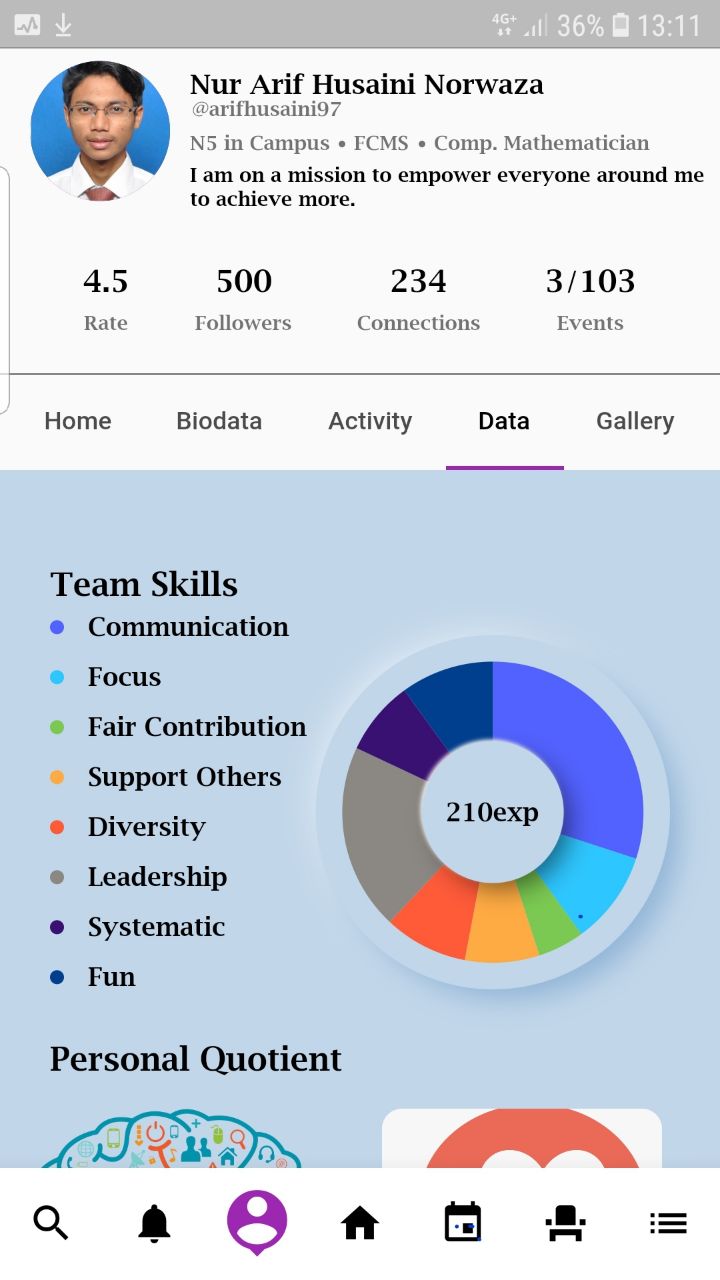 4G+ 36% 13:11
Nur Arif Husaini Norwaza
@arifhusaini97
N5 in Campus • FCMS • Comp. Mathematician
I am on a mission to empower everyone around me
to achieve more.
4.5 500 234 3/103
Rate Followers Connections Events
Home Biodata Activity Data Gallery
Team Skills
Communication
Focus
Fair Contribution
Support Others
Diversity
Leadership
Systematic
Fun
210exp
Personal Quotient